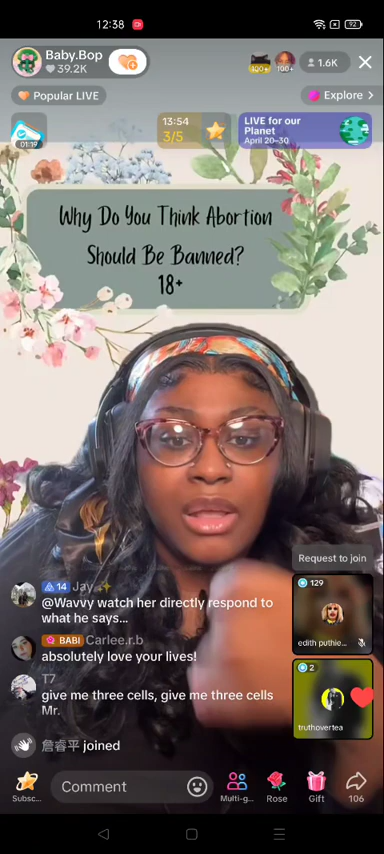 12:38
92
Baby.Bop
39.2K
100+
100+
1.6K
Popular LIVE
Explore
01:19
13:54
3/5
LIVE for our
Planet
April 20–30
Why Do You Think Abortion
Should Be Banned?
18+
Request to join
14 Jay
@Wavvy watch her directly respond to
what he says...
BABI Carlee.r.b
absolutely love your lives!
T7
give me three cells, give me three cells
Mr.
詹睿平 joined
129
edith puthie...
2
truthovertea
Subsc...
Comment
Multi-g...
Rose
Gift
106